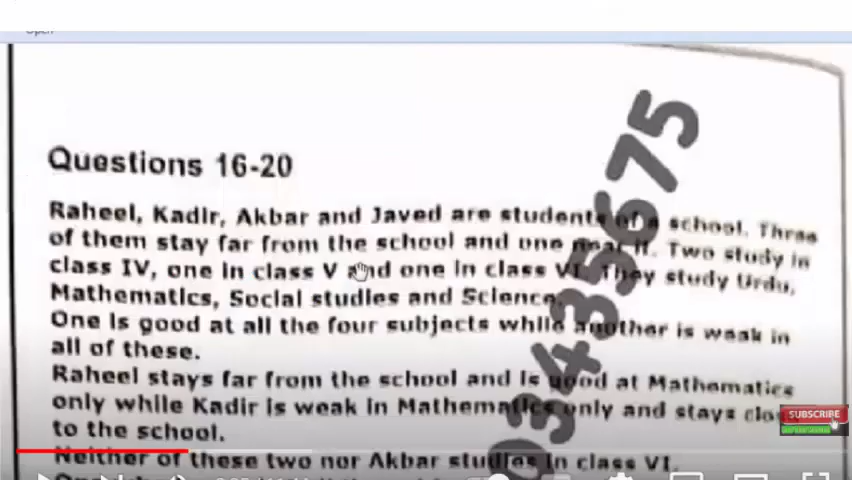 Open
Questions 16-20
Raheel, Kadir, Akbar and Javed are students of a school. Three
of them stay far from the school and one near it. Two study in
class IV, one in class V and one in class VI. They study Urdu,
Mathematics, Social studies and Science.
One is good at all the four subjects while another is weak in
all of these.
Raheel stays far from the school and is good at Mathematics
only while Kadir is weak in Mathematics only and stays close
to the school.
Neither of these two nor Akbar studies in class VI.
03435675
SUBSCRIBE